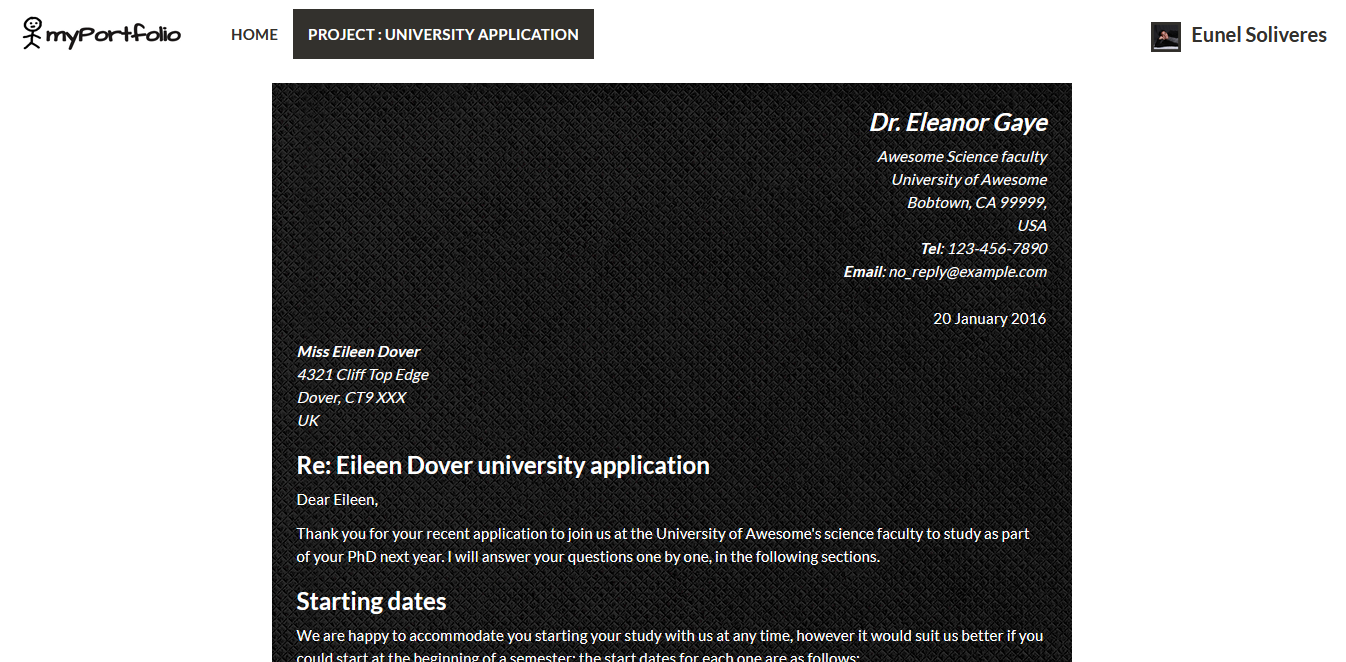 myPortfolio
HOME
PROJECT : UNIVERSITY APPLICATION
Eunel Soliveres
Dr. Eleanor Gaye
Awesome Science faculty
University of Awesome
Bobtown, CA 99999,
USA
Tel: 123-456-7890
Email: no_reply@example.com
20 January 2016
Miss Eileen Dover
4321 Cliff Top Edge
Dover, CT9 XXX
UK
Re: Eileen Dover university application
Dear Eileen,
Thank you for your recent application to join us at the University of Awesome's science faculty to study as part
of your PhD next year. I will answer your questions one by one, in the following sections.
Starting dates
We are happy to accommodate you starting your study with us at any time, however it would suit us better if you
could start at the beginning of a semester; the start dates for each one are as follows: